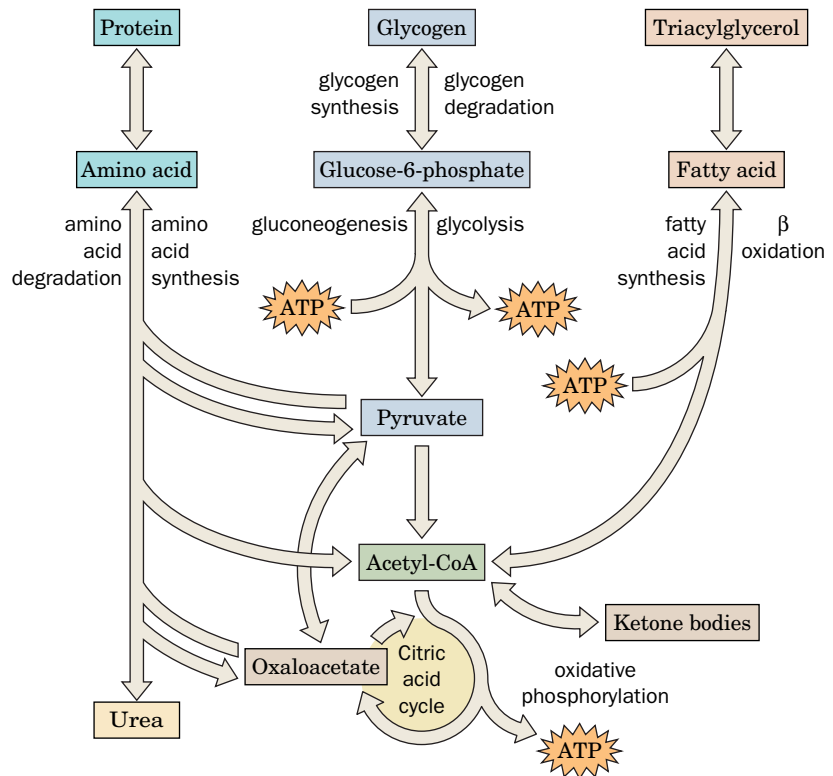 Protein
Glycogen
Triacylglycerol
glycogen
synthesis
glycogen
degradation
Amino acid
Glucose-6-phosphate
Fatty acid
amino
acid
degradation
amino
acid
synthesis
gluconeogenesis
glycolysis
fatty
acid
synthesis
β
oxidation
ATP
ATP
ATP
Pyruvate
Acetyl-CoA
Ketone bodies
Oxaloacetate
Citric
acid
cycle
oxidative
phosphorylation
Urea
ATP